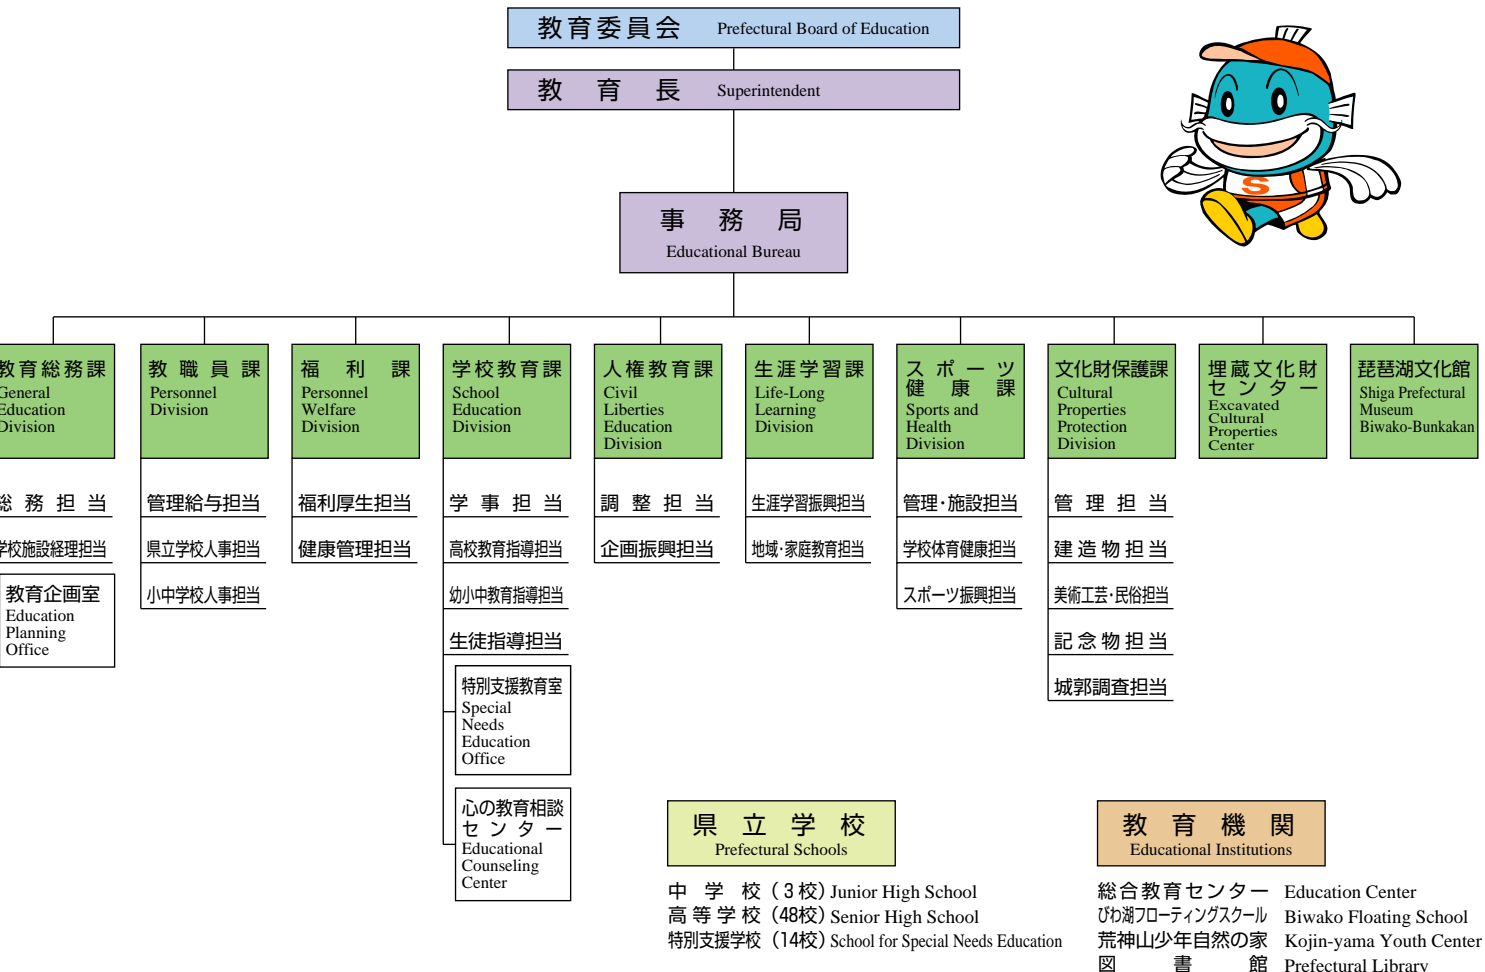 教育委員会 Prefectural Board of Education
教育長 Superintendent
S
事務局
Educational Bureau
教育総務課
General
Education
Division
総務担当
学校施設経理担当
教育企画室
Education
Planning
Office
教職員課
Personnel
Division
管理給与担当
県立学校人事担当
小中学校人事担当
福利課
Personnel
Welfare
Division
福利厚生担当
健康管理担当
学校教育課
School
Education
Division
学事担当
高校教育指導担当
幼小中教育指導担当
生徒指導担当
特別支援教育室
Special
Needs
Education
Office
心の教育相談
センター
Educational
Counseling
Center
人権教育課
Civil
Liberties
Education
Division
調整担当
企画振興担当
生涯学習課
Life-Long
Learning
Division
生涯学習振興担当
地域・家庭教育担当
スポーツ
健康課
Sports and
Health
Division
管理・施設担当
学校体育健康担当
スポーツ振興担当
文化財保護課
Cultural
Properties
Protection
Division
管理担当
建造物担当
美術工芸・民俗担当
記念物担当
城郭調査担当
埋蔵文化財
センター
Excavated
Cultural
Properties
Center
琵琶湖文化館
Shiga Prefectural
Museum
Biwako-Bunkakan
県立学校
Prefectural Schools
中学校（3校）Junior High School
高等学校（48校）Senior High School
特別支援学校（14校）School for Special Needs Education
教育機関
Educational Institutions
総合教育センター Education Center
びわ湖フローティングスクール Biwako Floating School
荒神山少年自然の家 Kojin-yama Youth Center
図書館 Prefectural Library